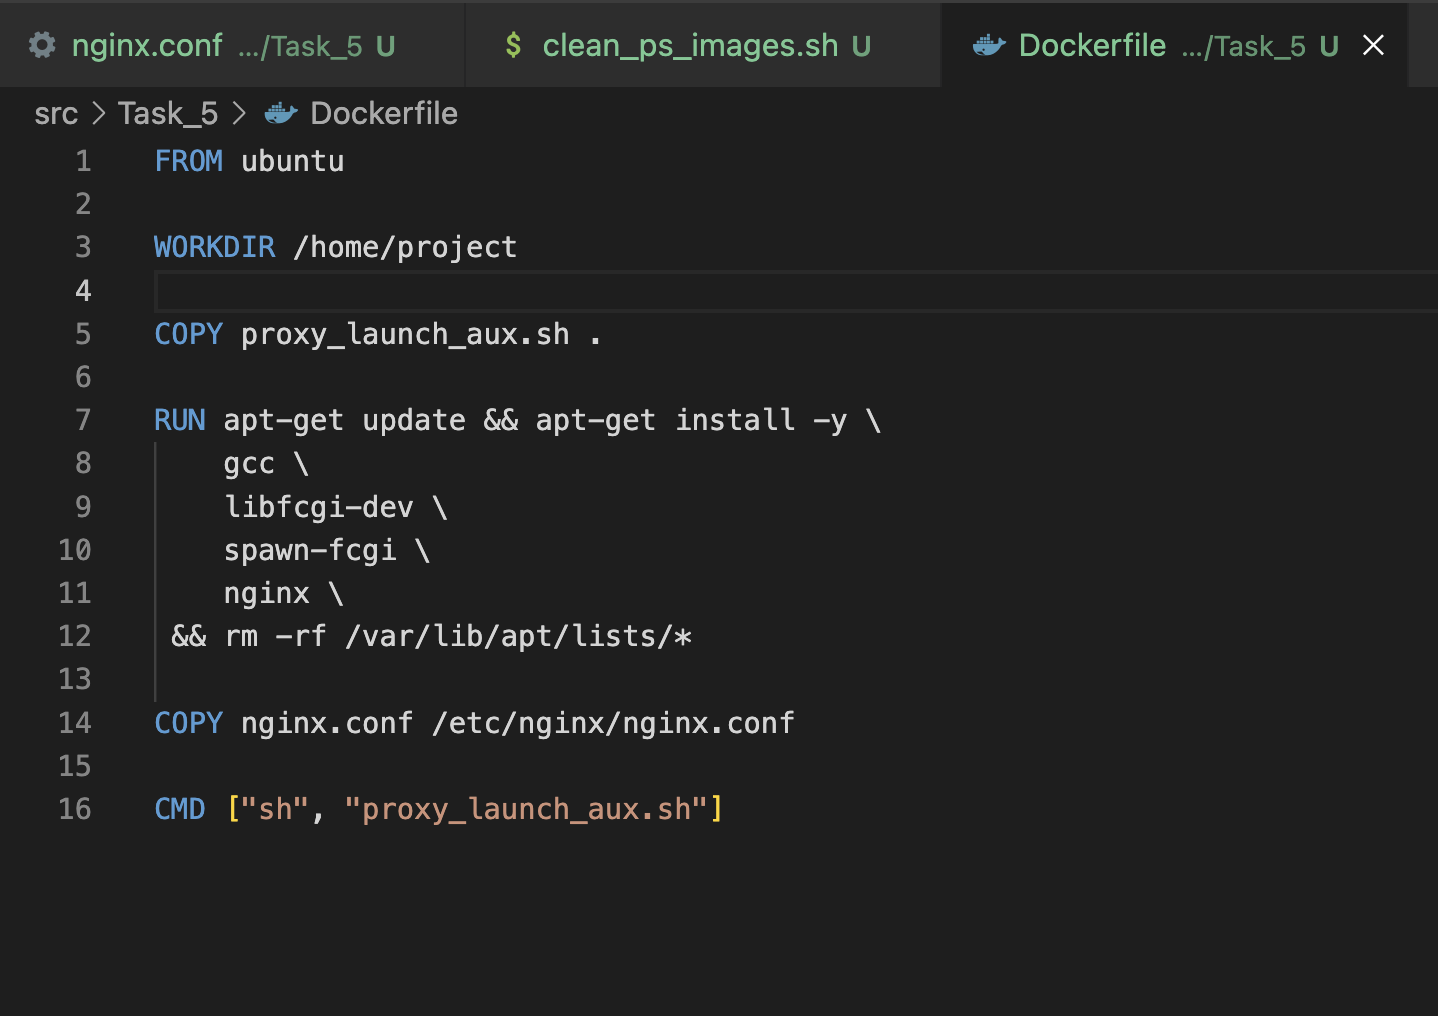 nginx.conf .../Task_5 U $ clean_ps_images.sh U Dockerfile .../Task_5 U
src > Task_5 > Dockerfile
1 FROM ubuntu
2
3 WORKDIR /home/project
4
5 COPY proxy_launch_aux.sh .
6
7 RUN apt-get update && apt-get install -y \
8 gcc \
9 libfcgi-dev \
10 spawn-fcgi \
11 nginx \
12 && rm -rf /var/lib/apt/lists/*
13
14 COPY nginx.conf /etc/nginx/nginx.conf
15
16 CMD ["sh", "proxy_launch_aux.sh"]